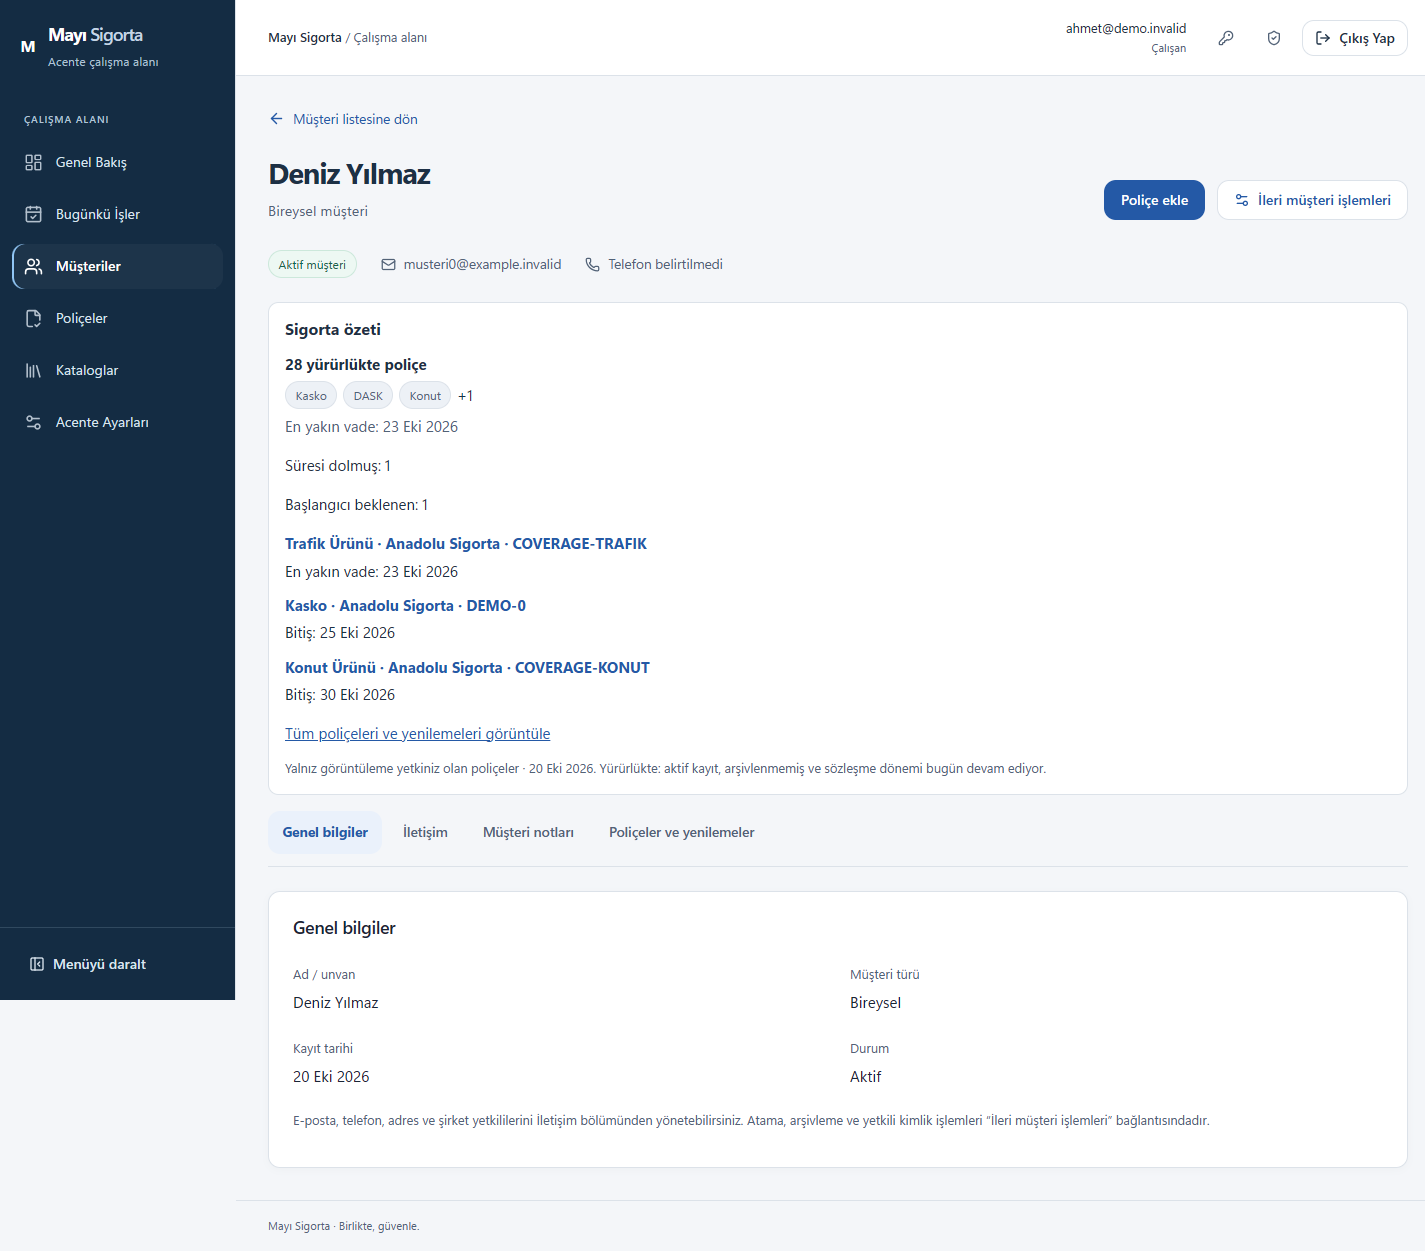 M
Mayı Sigorta
Acente çalışma alanı
ÇALIŞMA ALANI
Genel Bakış
Bugünkü İşler
Müşteriler
Poliçeler
Kataloglar
Acente Ayarları
Menüyü daralt
Mayı Sigorta / Çalışma alanı
ahmet@demo.invalid
Çalışan
Çıkış Yap
Müşteri listesine dön
Deniz Yılmaz
Bireysel müşteri
Poliçe ekle
İleri müşteri işlemleri
Aktif müşteri
musteri0@example.invalid
Telefon belirtilmedi
Sigorta özeti
28 yürürlükte poliçe
Kasko DASK Konut +1
En yakın vade: 23 Eki 2026
Süresi dolmuş: 1
Başlangıcı beklenen: 1
Trafik Ürünü · Anadolu Sigorta · COVERAGE-TRAFIK
En yakın vade: 23 Eki 2026
Kasko · Anadolu Sigorta · DEMO-0
Bitiş: 25 Eki 2026
Konut Ürünü · Anadolu Sigorta · COVERAGE-KONUT
Bitiş: 30 Eki 2026
Tüm poliçeleri ve yenilemeleri görüntüle
Yalnız görüntüleme yetkiniz olan poliçeler · 20 Eki 2026. Yürürlükte: aktif kayıt, arşivlenmemiş ve sözleşme dönemi bugün devam ediyor.
Genel bilgiler
İletişim
Müşteri notları
Poliçeler ve yenilemeler
Genel bilgiler
Ad / unvan
Deniz Yılmaz
Müşteri türü
Bireysel
Kayıt tarihi
20 Eki 2026
Durum
Aktif
E-posta, telefon, adres ve şirket yetkililerini İletişim bölümünden yönetebilirsiniz. Atama, arşivleme ve yetkili kimlik işlemleri “İleri müşteri işlemleri” bağlantısındadır.
Mayı Sigorta · Birlikte, güvenle.